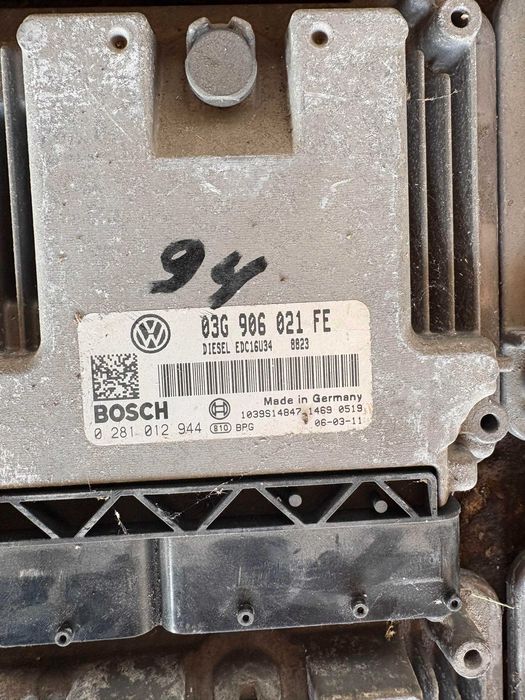 94
03G 906 021 FE
DIESEL EDC16U34 8823
Made in Germany
BOSCH
1039S14847 1469 0519
0 281 012 944 810 BPG 06-03-11